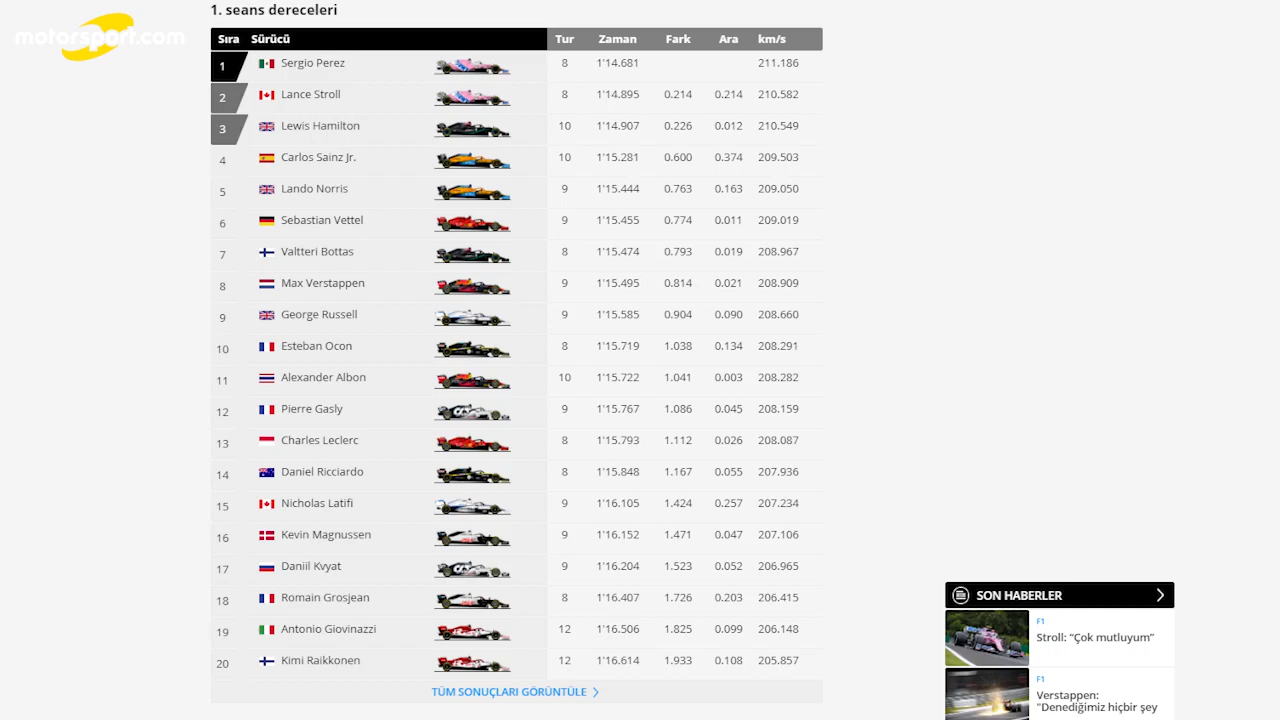 motorsport.com
1. seans dereceleri
Sıra Sürücü Tur Zaman Fark Ara km/s
1 Sergio Perez 8 1'14.681 211.186
2 Lance Stroll 8 1'14.895 0.214 0.214 210.582
3 Lewis Hamilton 10 1'14.907 0.226 0.012 210.549
4 Carlos Sainz Jr. 10 1'15.281 0.600 0.374 209.503
5 Lando Norris 9 1'15.444 0.763 0.163 209.050
6 Sebastian Vettel 9 1'15.455 0.774 0.011 209.019
7 Valtteri Bottas 8 1'15.474 0.793 0.019 208.967
8 Max Verstappen 9 1'15.495 0.814 0.021 208.909
9 George Russell 9 1'15.585 0.904 0.090 208.660
10 Esteban Ocon 8 1'15.719 1.038 0.134 208.291
11 Alexander Albon 10 1'15.722 1.041 0.003 208.282
12 Pierre Gasly 9 1'15.767 1.086 0.045 208.159
13 Charles Leclerc 8 1'15.793 1.112 0.026 208.087
14 Daniel Ricciardo 8 1'15.848 1.167 0.055 207.936
15 Nicholas Latifi 9 1'16.105 1.424 0.257 207.234
16 Kevin Magnussen 9 1'16.152 1.471 0.047 207.106
17 Daniil Kvyat 9 1'16.204 1.523 0.052 206.965
18 Romain Grosjean 8 1'16.407 1.726 0.203 206.415
19 Antonio Giovinazzi 12 1'16.506 1.825 0.099 206.148
20 Kimi Raikkonen 12 1'16.725 2.044 0.219 205.557
TÜM SONUÇLARI GÖRÜNTÜLE
SON HABERLER
F1
Stroll: “Çok mutluyum”
F1
Verstappen:
"Denediğimiz hiçbir şey